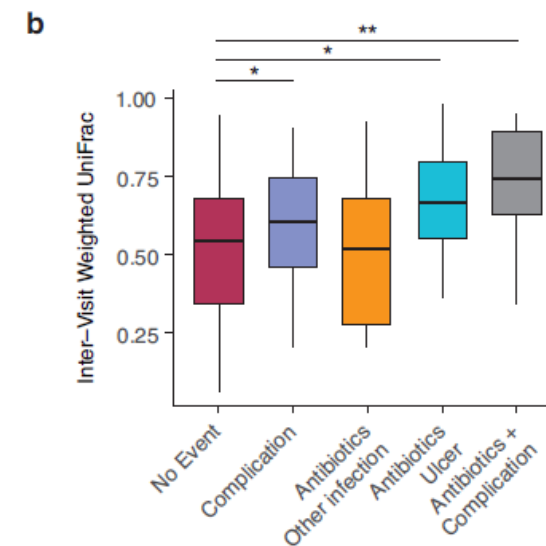 b
**
*
*
Inter–Visit Weighted UniFrac
1.00
0.75
0.50
0.25
No Event
Complication
Antibiotics
Other infection
Antibiotics
Ulcer
Antibiotics +
Complication